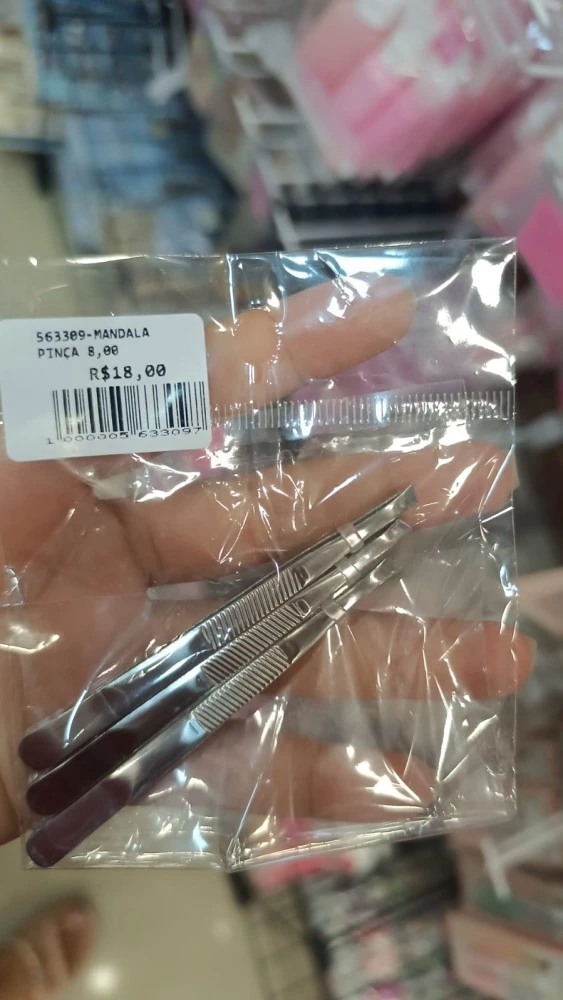 563309-MANDALA
PINÇA 8,00
R$18,00
1 000005 633097